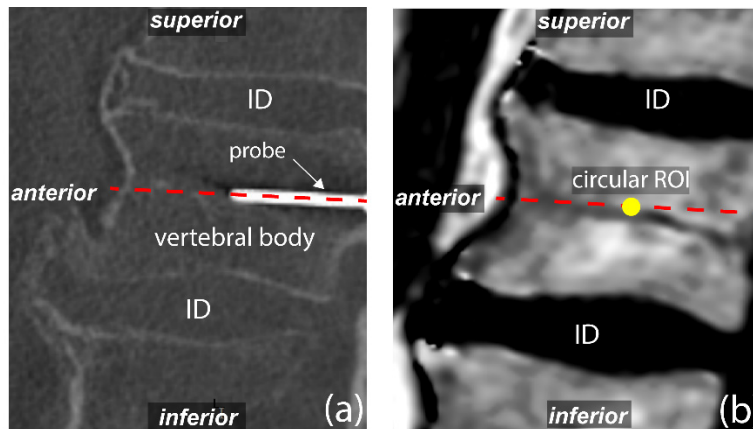 superior
ID
probe
anterior
vertebral body
ID
inferior
(a)
superior
ID
circular ROI
anterior
ID
inferior
(b)